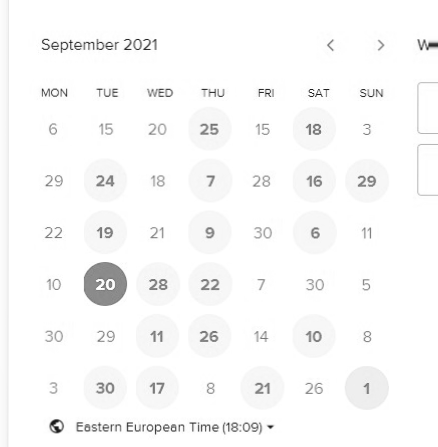 September 2021
MON TUE WED THU FRI SAT SUN
6 15 20 25 15 18 3
29 24 18 7 28 16 29
22 19 21 9 30 6 11
10 20 28 22 7 30 5
30 29 11 26 14 10 8
3 30 17 8 21 26 1
Eastern European Time (18:09)